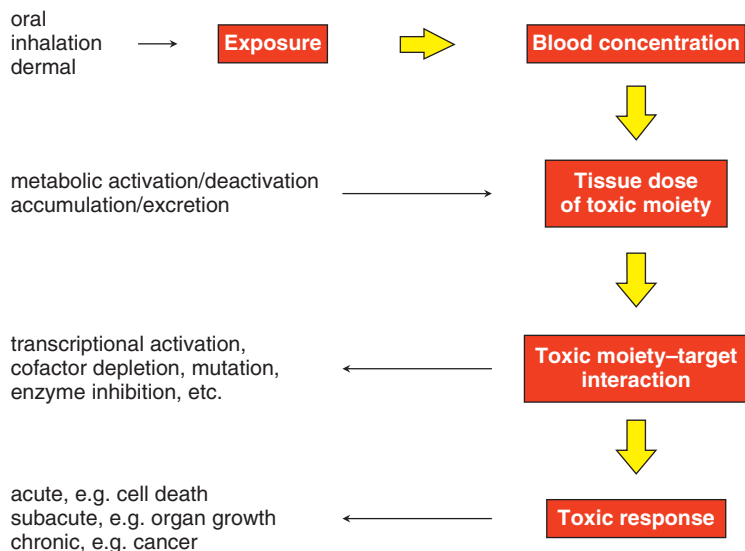 oral
inhalation
dermal
Exposure
Blood concentration
metabolic activation/deactivation
accumulation/excretion
Tissue dose
of toxic moiety
transcriptional activation,
cofactor depletion, mutation,
enzyme inhibition, etc.
Toxic moiety–target
interaction
acute, e.g. cell death
subacute, e.g. organ growth
chronic, e.g. cancer
Toxic response